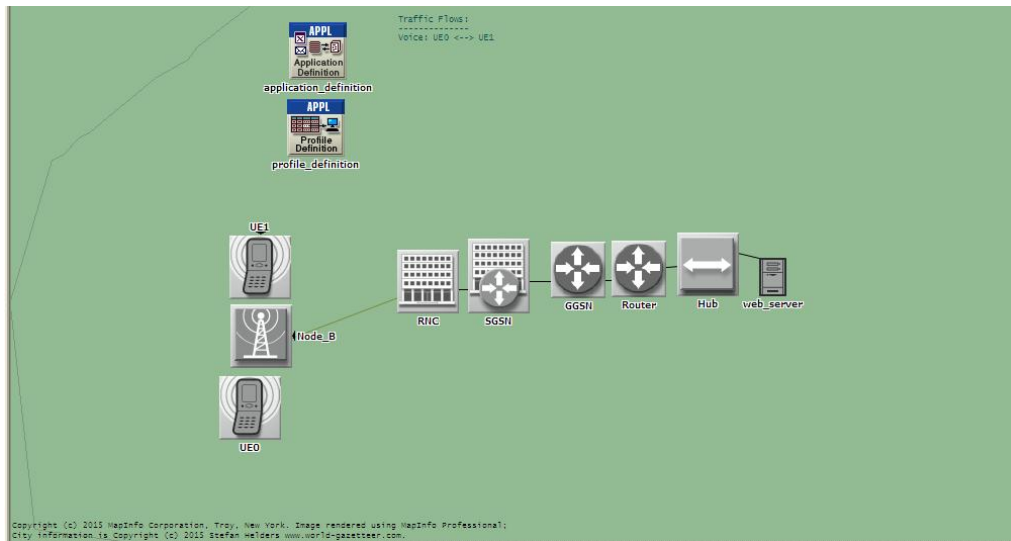 Traffic Flows:
--------------
Voice: UE0 <--> UE1
APPL
Application
Definition
application_definition
APPL
Profile
Definition
profile_definition
UE1
RNC
SGSN
GGSN
Router
Hub
web_server
Node_B
UE0
Copyright (c) 2015 MapInfo Corporation, Troy, New York. Image rendered using MapInfo Professional;
City information is Copyright (c) 2015 Stefan Helders www.world-gazetteer.com.